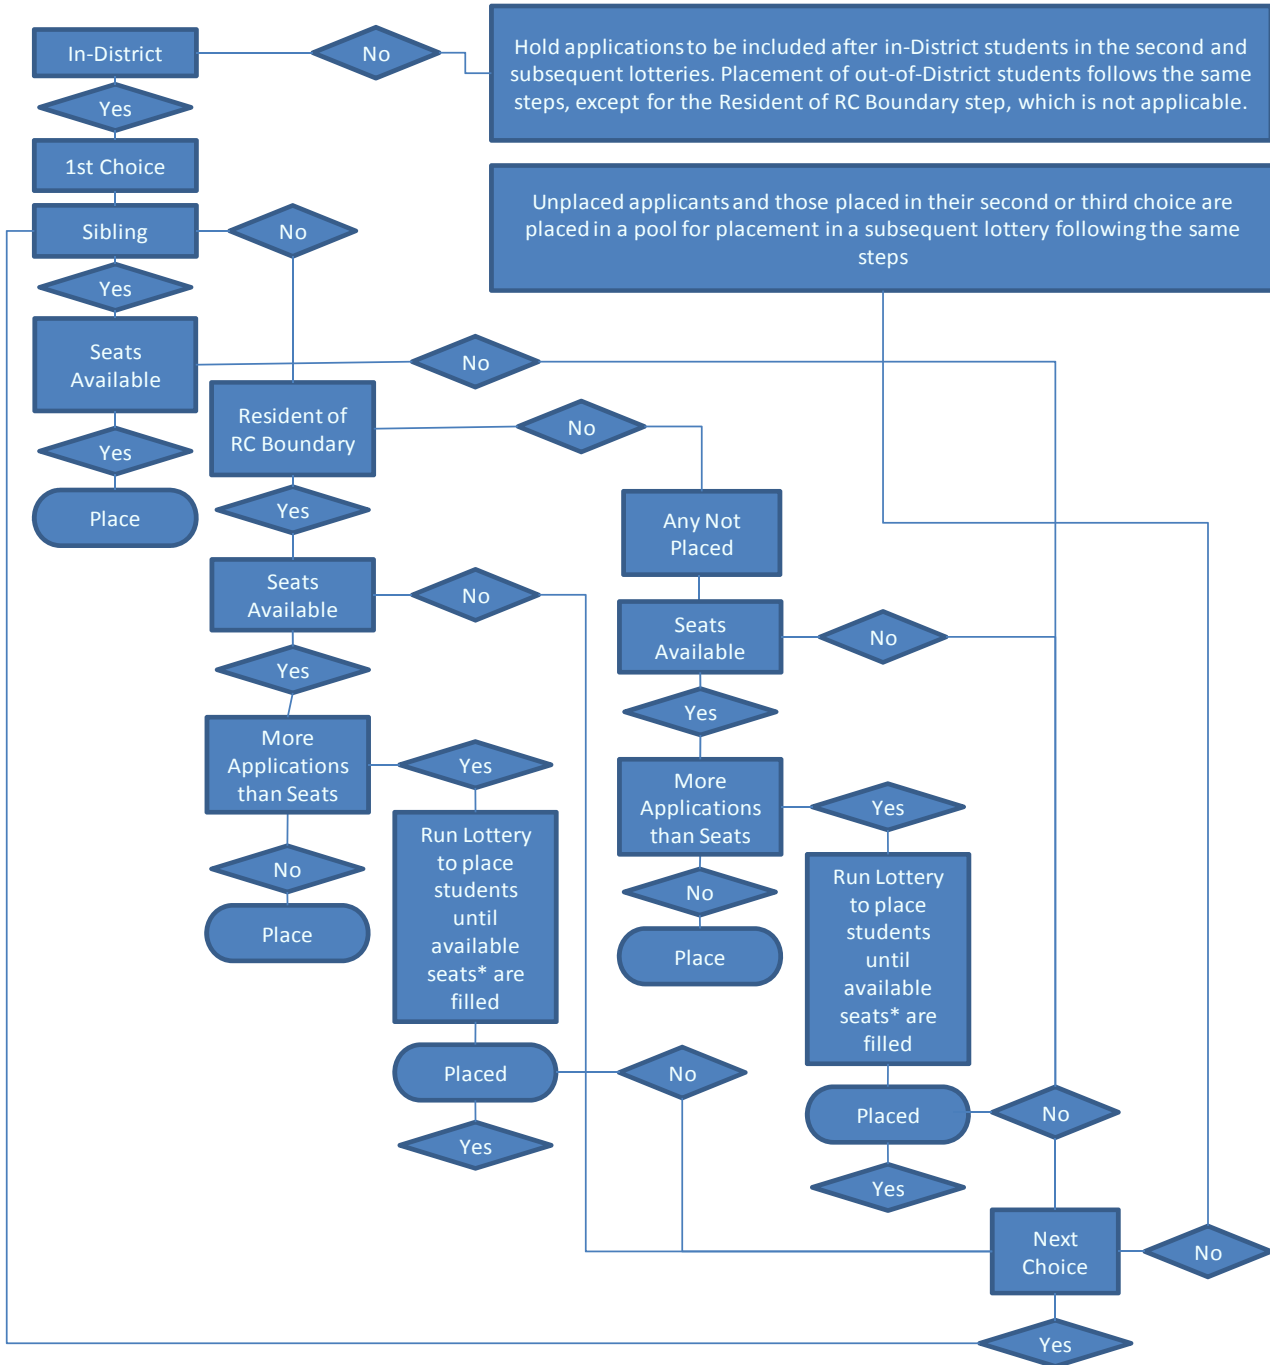 In-District
No
Hold applications to be included after in-District students in the second and
subsequent lotteries. Placement of out-of-District students follows the same
steps, except for the Resident of RC Boundary step, which is not applicable.
Yes
1st Choice
Unplaced applicants and those placed in their second or third choice are
placed in a pool for placement in a subsequent lottery following the same
steps
Sibling
No
Yes
Seats
Available
No
Resident of
RC Boundary
No
Yes
Place
Yes
Any Not
Placed
Seats
Available
No
Seats
Available
No
Yes
Yes
More
Applications
than Seats
Yes
More
Applications
than Seats
Yes
No
Run Lottery
to place
students
until
available
seats* are
filled
No
Run Lottery
to place
students
until
available
seats* are
filled
Place
Place
Placed
No
Placed
No
Yes
Yes
Next
Choice
No
Yes